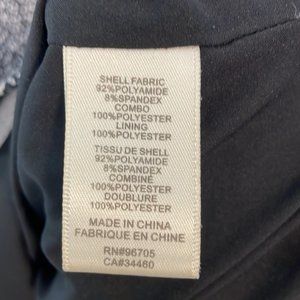 SHELL FABRIC
92%POLYAMIDE
8%SPANDEX
COMBO
100%POLYESTER
LINING
100%POLYESTER
TISSU DE SHELL
92%POLYAMIDE
8%SPANDEX
COMBINÉ
100%POLYESTER
DOUBLURE
100%POLYESTER
MADE IN CHINA
FABRIQUE EN CHINE
RN#96705
CA#34460